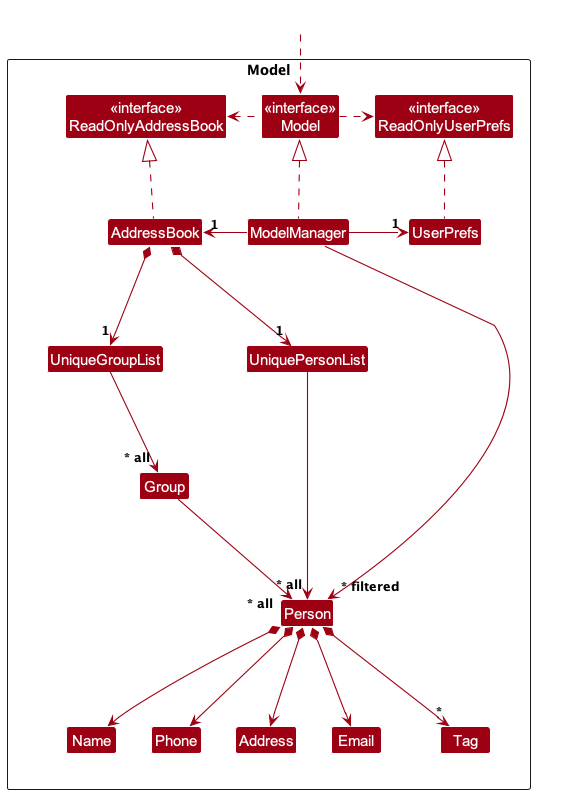 Model
«interface»
ReadOnlyAddressBook
«interface»
Model
«interface»
ReadOnlyUserPrefs
AddressBook
1
ModelManager
1
UserPrefs
1
1
UniqueGroupList
UniquePersonList
* all
Group
* all
* filtered
* all
Person
*
Name
Phone
Address
Email
Tag